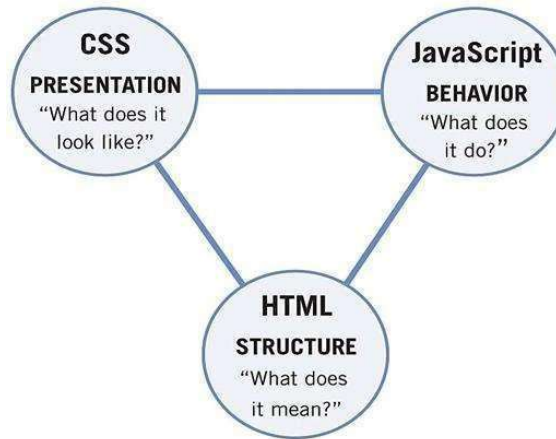 CSS
PRESENTATION
“What does it
look like?”
JavaScript
BEHAVIOR
“What does
it do?”
HTML
STRUCTURE
“What does
it mean?”